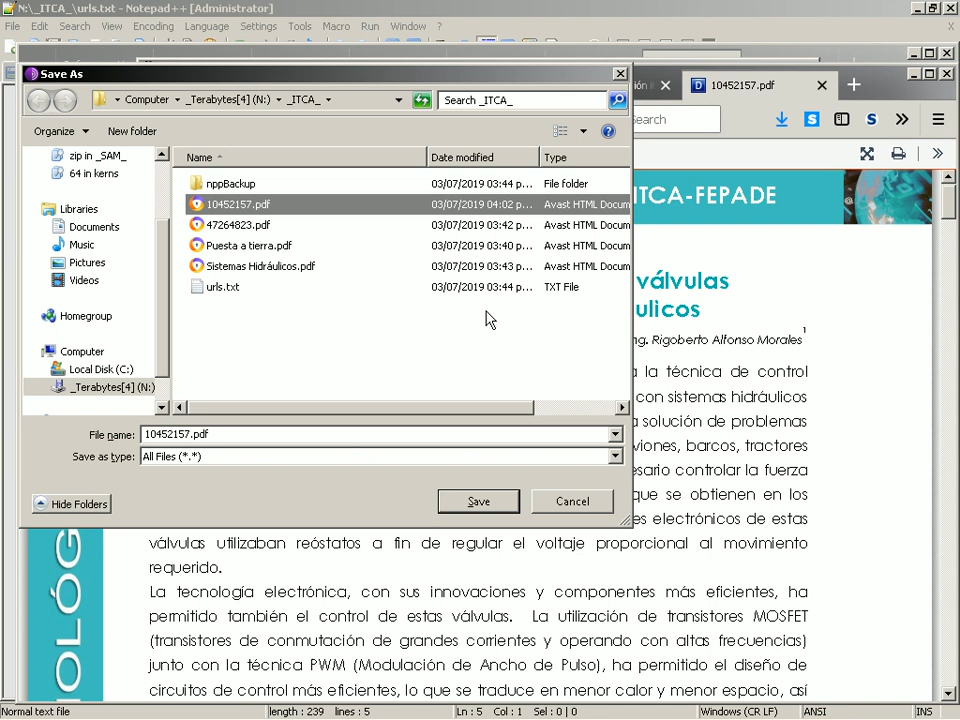 N:\_ITCA_\urls.txt - Notepad++ [Administrator]
File Edit Search View Encoding Language Settings Tools Macro Run Window ?
10452157.pdf
Save As
Computer _Terabytes[4] (N:) _ITCA_
Search _ITCA_
Search
Organize New folder
Name Date modified Type
zip in _SAM_
64 in kerns
Libraries
Documents
Music
Pictures
Videos
Homegroup
Computer
Local Disk (C:)
_Terabytes[4] (N:)
nppBackup 03/07/2019 03:44 p... File folder
10452157.pdf 03/07/2019 04:02 p... Avast HTML Docum
47264823.pdf 03/07/2019 03:42 p... Avast HTML Docum
Puesta a tierra.pdf 03/07/2019 03:40 p... Avast HTML Docum
Sistemas Hidráulicos.pdf 03/07/2019 03:43 p... Avast HTML Docum
urls.txt 03/07/2019 03:44 p... TXT File
File name: 10452157.pdf
Save as type: All Files (*.*)
Hide Folders Save Cancel
ITCA-FEPADE
válvulas
ulicos
ng. Rigoberto Alfonso Morales 1
a la técnica de control
con sistemas hidráulicos
a solución de problemas
viones, barcos, tractores
esario controlar la fuerza
que se obtienen en los
es electrónicos de estas
válvulas utilizaban reóstatos a fin de regular el voltaje proporcional al movimiento
requerido.
La tecnología electrónica, con sus innovaciones y componentes más eficientes, ha
permitido también el control de estas válvulas. La utilización de transistores MOSFET
(transistores de conmutación de grandes corrientes y operando con altas frecuencias)
junto con la técnica PWM (Modulación de Ancho de Pulso), ha permitido el diseño de
circuitos de control más eficientes, lo que se traduce en menor calor y menor espacio, así
OLÓG
Normal text file length : 239 lines : 5 Ln : 5 Col : 1 Sel : 0 | 0 Windows (CR LF) ANSI INS